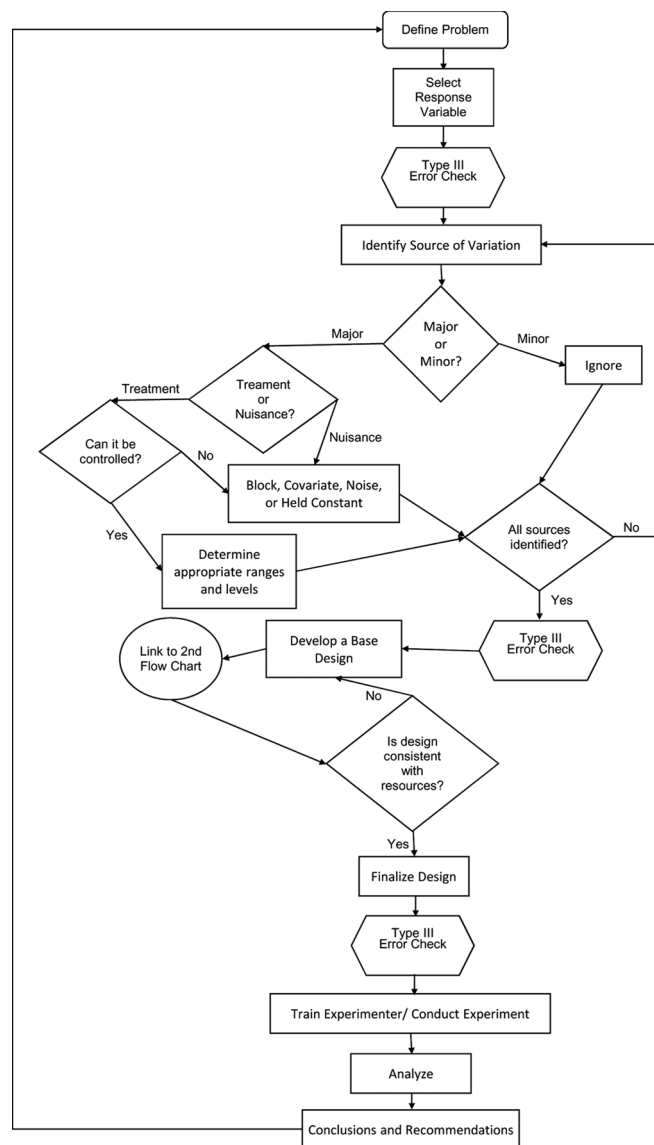 Define Problem
Select
Response
Variable
Type III
Error Check
Identify Source of Variation
Major
or
Minor?
Major
Minor
Ignore
Treament
or
Nuisance?
Treatment
Nuisance
Can it be
controlled?
No
Yes
Block, Covariate, Noise,
or Held Constant
Determine
appropriate ranges
and levels
All sources
identified?
No
Yes
Type III
Error Check
Develop a Base
Design
Link to 2nd
Flow Chart
No
Is design
consistent
with
resources?
Yes
Finalize Design
Type III
Error Check
Train Experimenter/ Conduct Experiment
Analyze
Conclusions and Recommendations